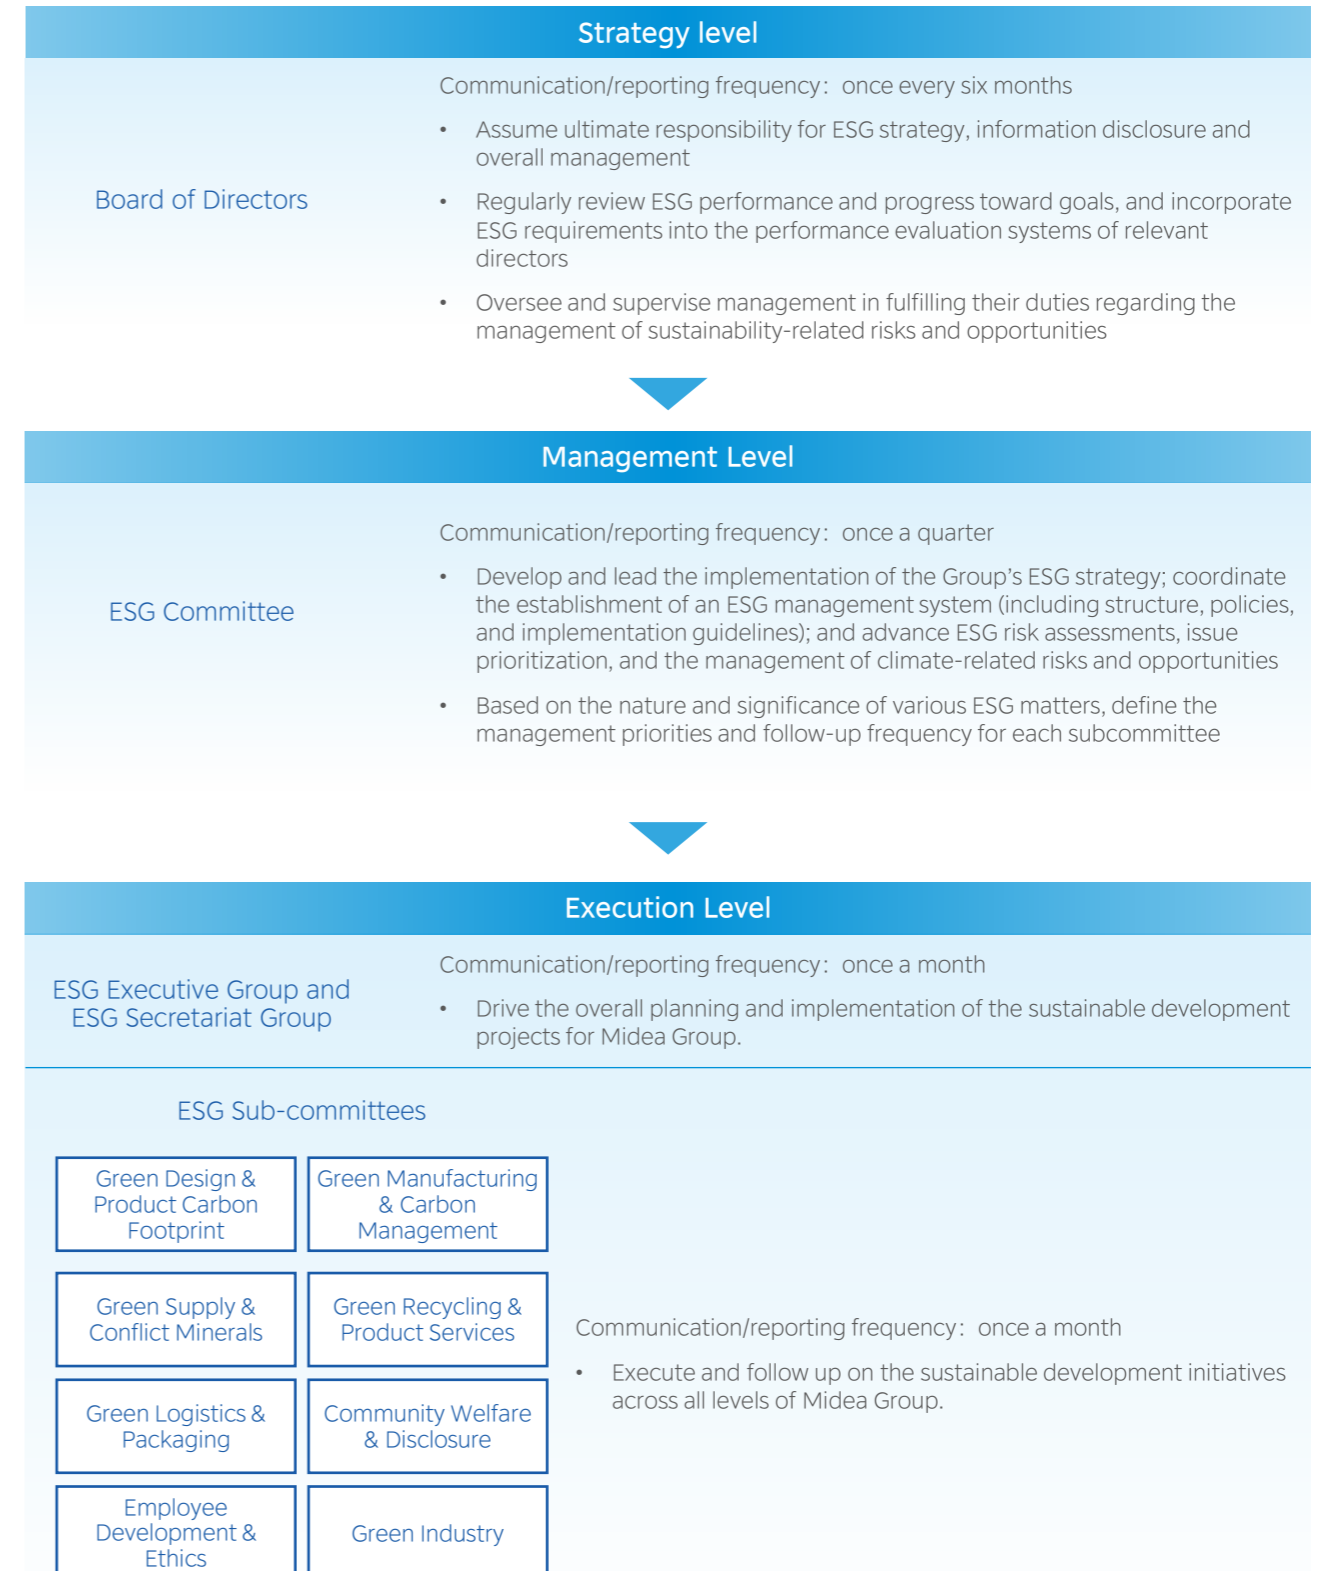 Strategy level
Board of Directors
Communication/reporting frequency: once every six months
• Assume ultimate responsibility for ESG strategy, information disclosure and
overall management
• Regularly review ESG performance and progress toward goals, and incorporate
ESG requirements into the performance evaluation systems of relevant
directors
• Oversee and supervise management in fulfilling their duties regarding the
management of sustainability-related risks and opportunities
Management Level
ESG Committee
Communication/reporting frequency: once a quarter
• Develop and lead the implementation of the Group’s ESG strategy; coordinate
the establishment of an ESG management system (including structure, policies,
and implementation guidelines); and advance ESG risk assessments, issue
prioritization, and the management of climate-related risks and opportunities
• Based on the nature and significance of various ESG matters, define the
management priorities and follow-up frequency for each subcommittee
Execution Level
ESG Executive Group and
ESG Secretariat Group
Communication/reporting frequency: once a month
• Drive the overall planning and implementation of the sustainable development
projects for Midea Group.
ESG Sub-committees
Green Design &
Product Carbon
Footprint
Green Manufacturing
& Carbon
Management
Green Supply &
Conflict Minerals
Green Recycling &
Product Services
Green Logistics &
Packaging
Community Welfare
& Disclosure
Employee
Development &
Ethics
Green Industry
Communication/reporting frequency: once a month
• Execute and follow up on the sustainable development initiatives
across all levels of Midea Group.